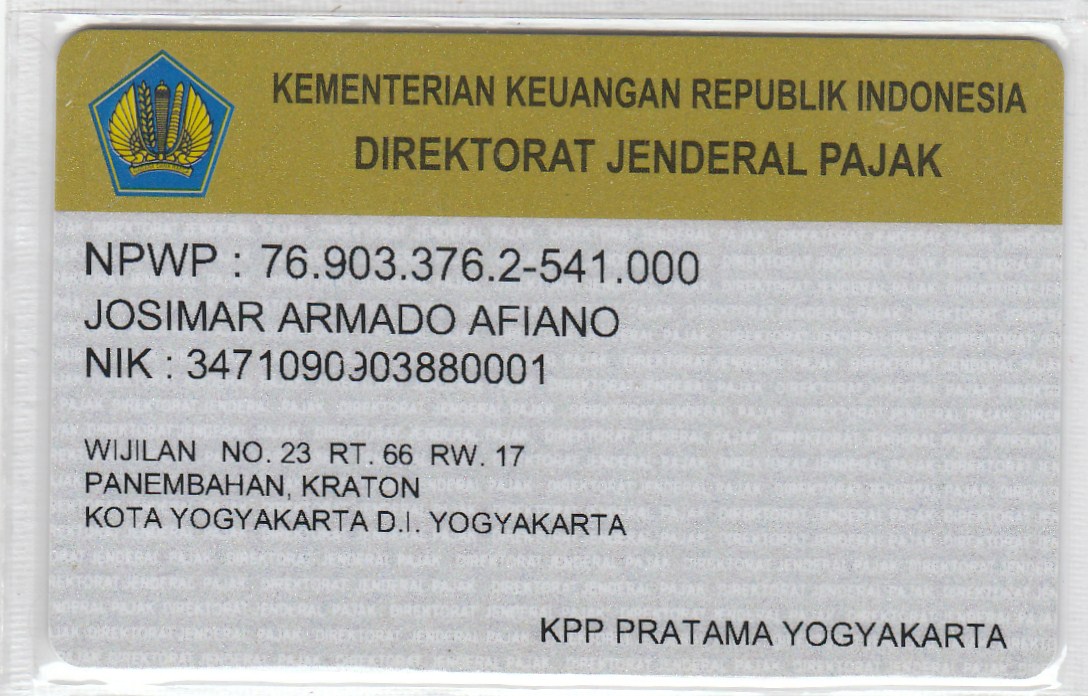 KEMENTERIAN KEUANGAN REPUBLIK INDONESIA
DIREKTORAT JENDERAL PAJAK
NPWP : 76.903.376.2-541.000
JOSIMAR ARMADO AFIANO
NIK : 3471090903880001
WIJILAN NO. 23 RT. 66 RW. 17
PANEMBAHAN, KRATON
KOTA YOGYAKARTA D.I. YOGYAKARTA
KPP PRATAMA YOGYAKARTA